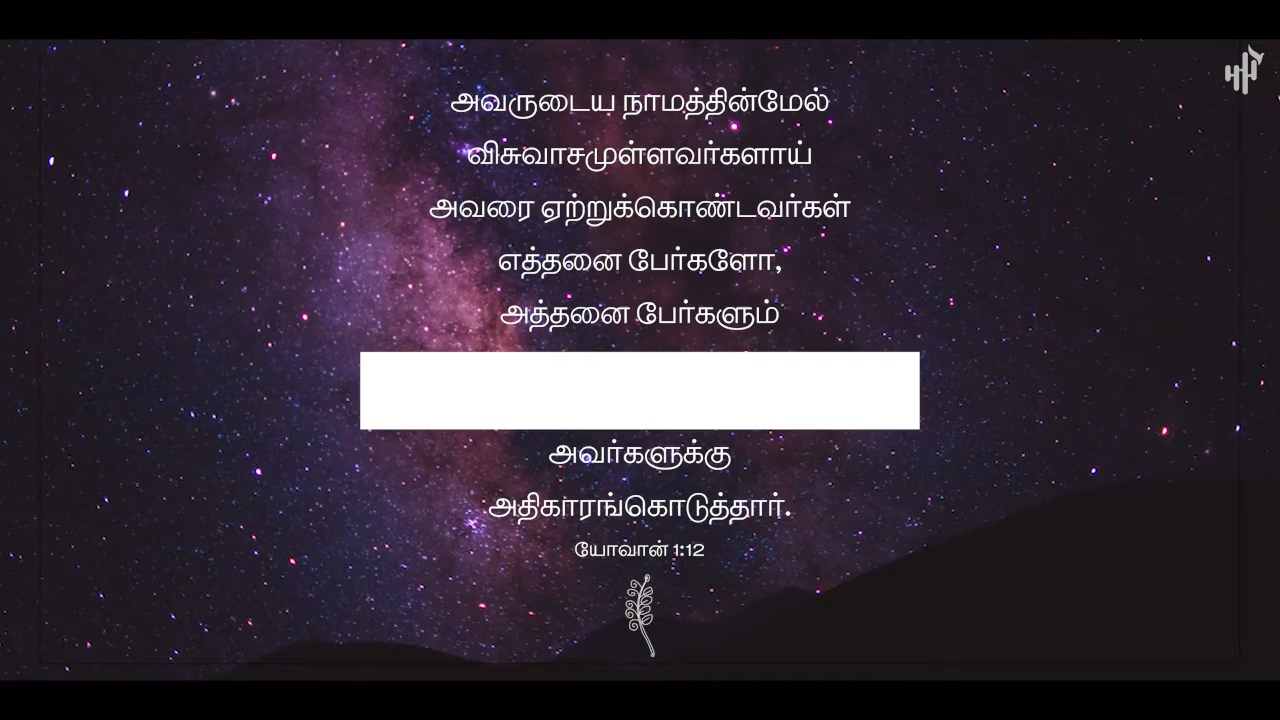 அவருடைய நாமத்தின்மேல்
விசுவாசமுள்ளவர்களாய்
அவரை ஏற்றுக்கொண்டவர்கள்
எத்தனை பேர்களோ,
அத்தனை பேர்களும்
அவர்களுக்கு
அதிகாரங்கொடுத்தார்.
யோவான் 1:12